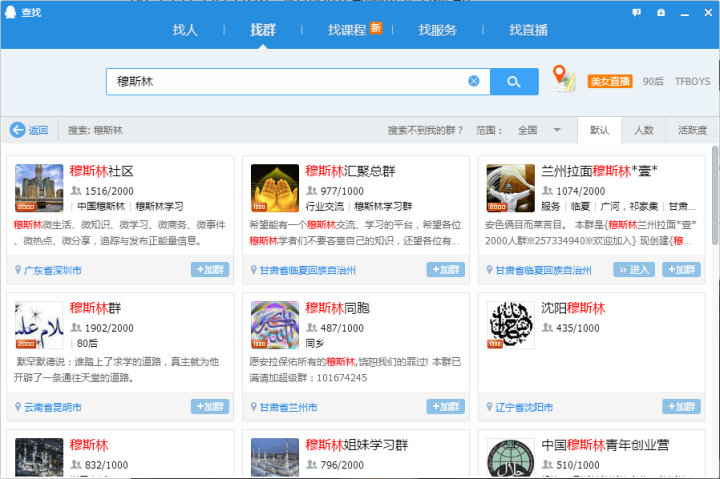 查找
找人
找群
找课程 新
找服务
找直播
穆斯林
美女直播 90后 TFBOYS
返回 搜索: 穆斯林 搜索不到我的群? 范围: 全国 默认 人数 活跃度
穆斯林社区
1516/2000
中国穆斯林 | 穆斯林学习
2000
穆斯林微生活、微知识、微学习、微商务、微事件
、微热点、微分享，追踪与发布正能量信息。
广东省深圳市 +加群
穆斯林汇聚总群
977/1000
行业交流 | 穆斯林学习群
1000
希望能有一个穆斯林交流、学习的平台，希望各位
穆斯林学者们不要吝啬自己的知识，还望各位有...
甘肃省临夏回族自治州 +加群
兰州拉面穆斯林*壹*
1074/2000
服务 | 临夏 | 广河，祁家集 | 甘肃...
2000
安色俩目而莱苦目。 本群是{穆斯林兰州拉面*壹*
2000人群※257334940※欢迎加入} 现创建{穆...
甘肃省临夏回族自治州 >> 进入 +加群
穆斯林群
1902/2000
80后
2000
默罕默德说：谁踏上了求学的道路，真主就为他
开辟了一条通往天堂的道路。
云南省昆明市 +加群
穆斯林同胞
487/1000
同乡
1000
愿安拉保佑所有的穆斯林,饶恕我们的罪过! 本群已
满请加超级群：101674245
甘肃省兰州市 +加群
沈阳穆斯林
435/1000
1000
辽宁省沈阳市 +加群
穆斯林
832/1000
穆斯林姐妹学习群
796/2000
中国穆斯林青年创业营
510/1000